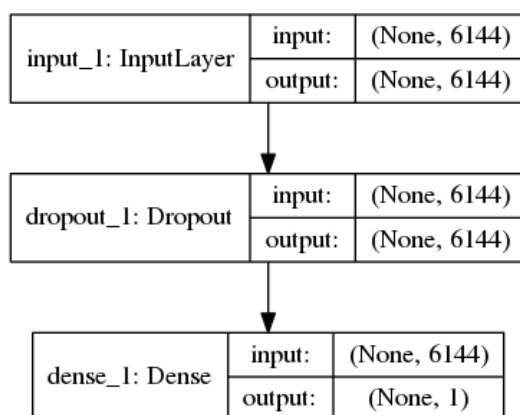 input_1: InputLayer
input: (None, 6144)
output: (None, 6144)
dropout_1: Dropout
input: (None, 6144)
output: (None, 6144)
dense_1: Dense
input: (None, 6144)
output: (None, 1)